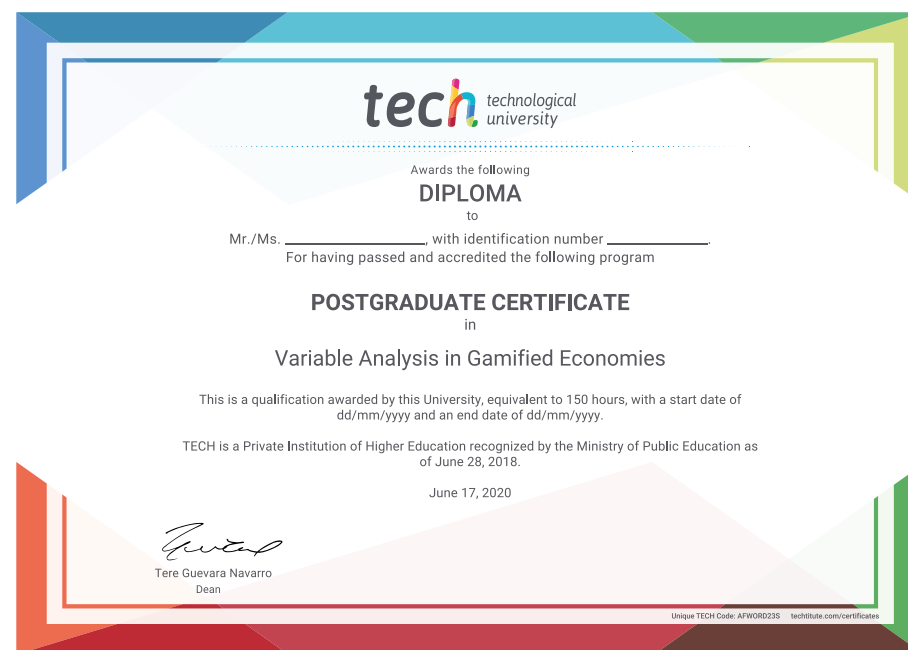 tech technological
university
Awards the following
DIPLOMA
to
Mr./Ms. ____________, with identification number ____________.
For having passed and accredited the following program
POSTGRADUATE CERTIFICATE
in
Variable Analysis in Gamified Economies
This is a qualification awarded by this University, equivalent to 150 hours, with a start date of
dd/mm/yyyy and an end date of dd/mm/yyyy.
TECH is a Private Institution of Higher Education recognized by the Ministry of Public Education as
of June 28, 2018.
June 17, 2020
Tere Guevara Navarro
Dean
Unique TECH Code: AFWORD23S techtitute.com/certificates